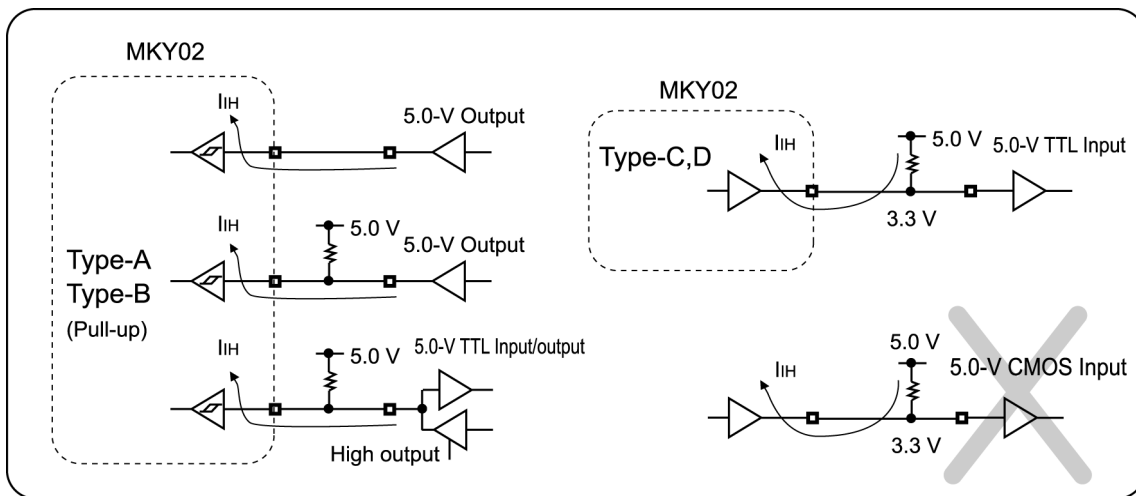 MKY02
IIH
5.0-V Output
IIH
5.0 V
5.0-V Output
Type-A
Type-B
(Pull-up)
IIH
5.0 V
5.0-V TTL Input/output
High output
MKY02
Type-C,D
IIH
5.0 V
5.0-V TTL Input
3.3 V
IIH
5.0 V
5.0-V CMOS Input
3.3 V